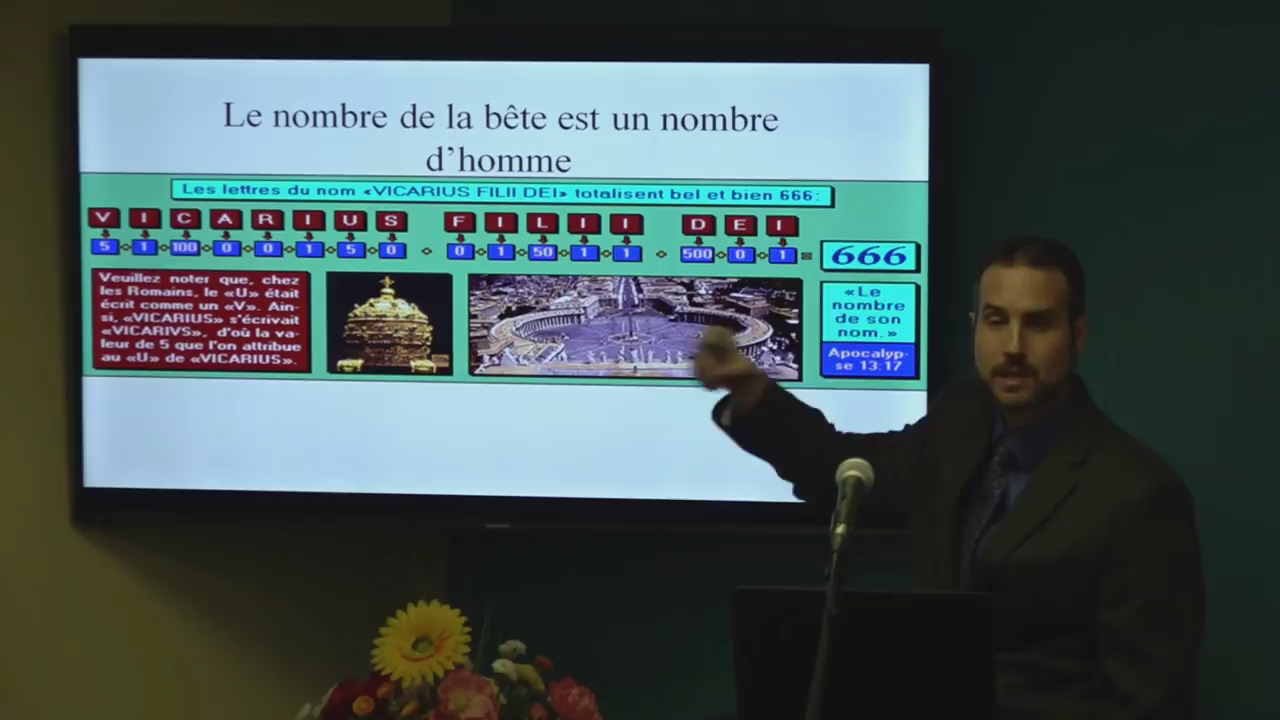 Le nombre de la bête est un nombre
d'homme
Les lettres du nom «VICARIUS FILII DEI» totalisent bel et bien 666:
V I C A R I U S F I L I I D E I
5 1 100 0 0 1 5 0 0 1 50 1 1 500 0 1 = 666
Veuillez noter que, chez
les Romains, le «U» était
écrit comme un «V». Ain-
si, «VICARIUS» s'écrivait
«VICARIVS», d'où la va-
leur de 5 que l'on attribue
au «U» de «VICARIUS».
«Le
nombre
de son
nom.»
Apocalyp-
se 13:17